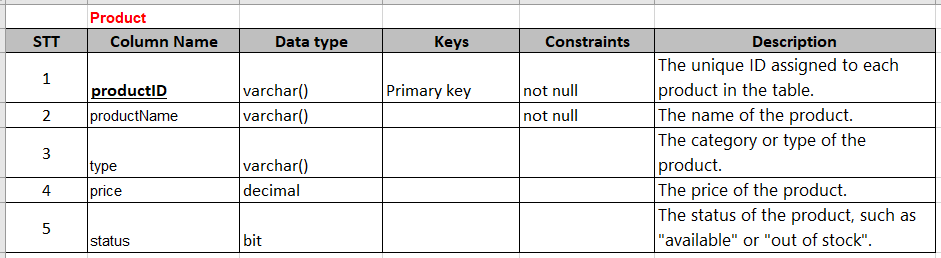 Product
STT Column Name Data type Keys Constraints Description
1 productID varchar() Primary key not null The unique ID assigned to each
product in the table.
2 productName varchar() not null The name of the product.
3 type varchar() The category or type of the
product.
4 price decimal The price of the product.
5 status bit The status of the product, such as
"available" or "out of stock".